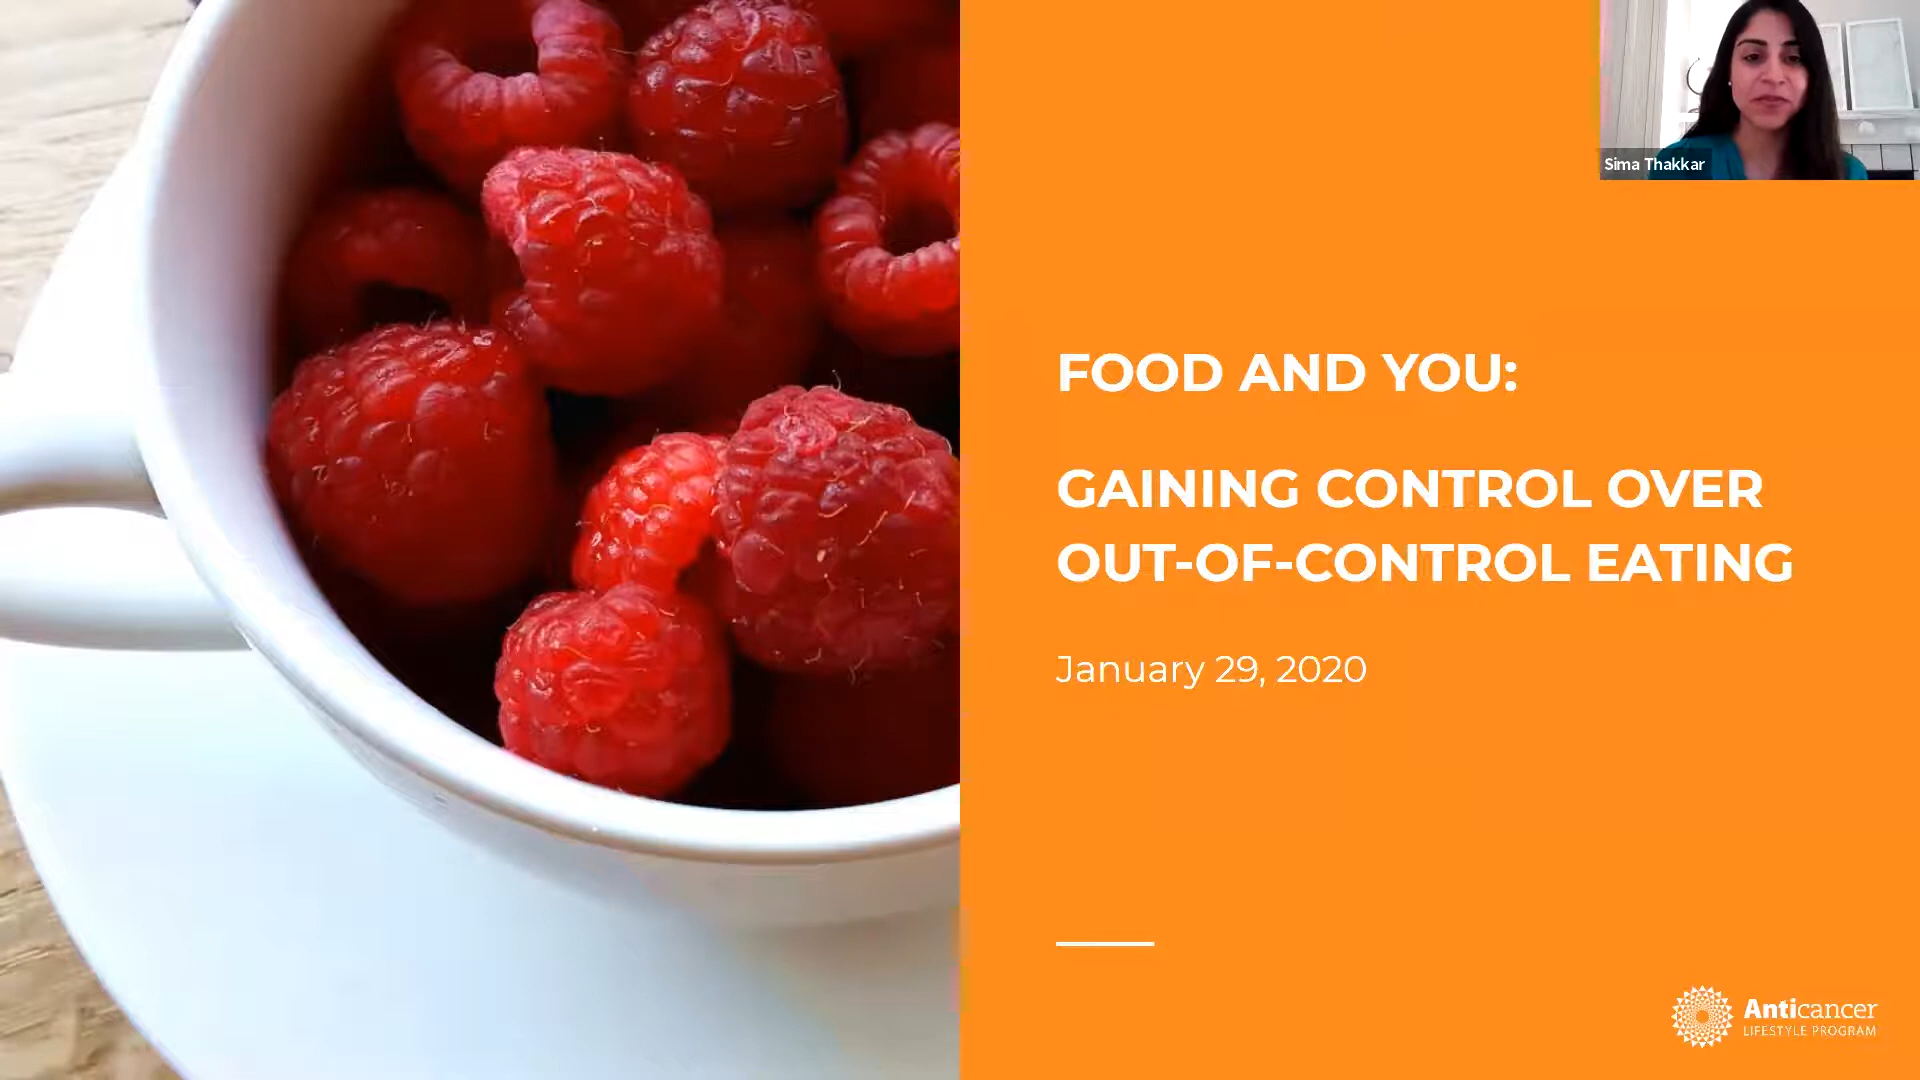 Sima Thakkar
FOOD AND YOU:
GAINING CONTROL OVER
OUT-OF-CONTROL EATING
January 29, 2020
Anticancer
LIFESTYLE PROGRAM